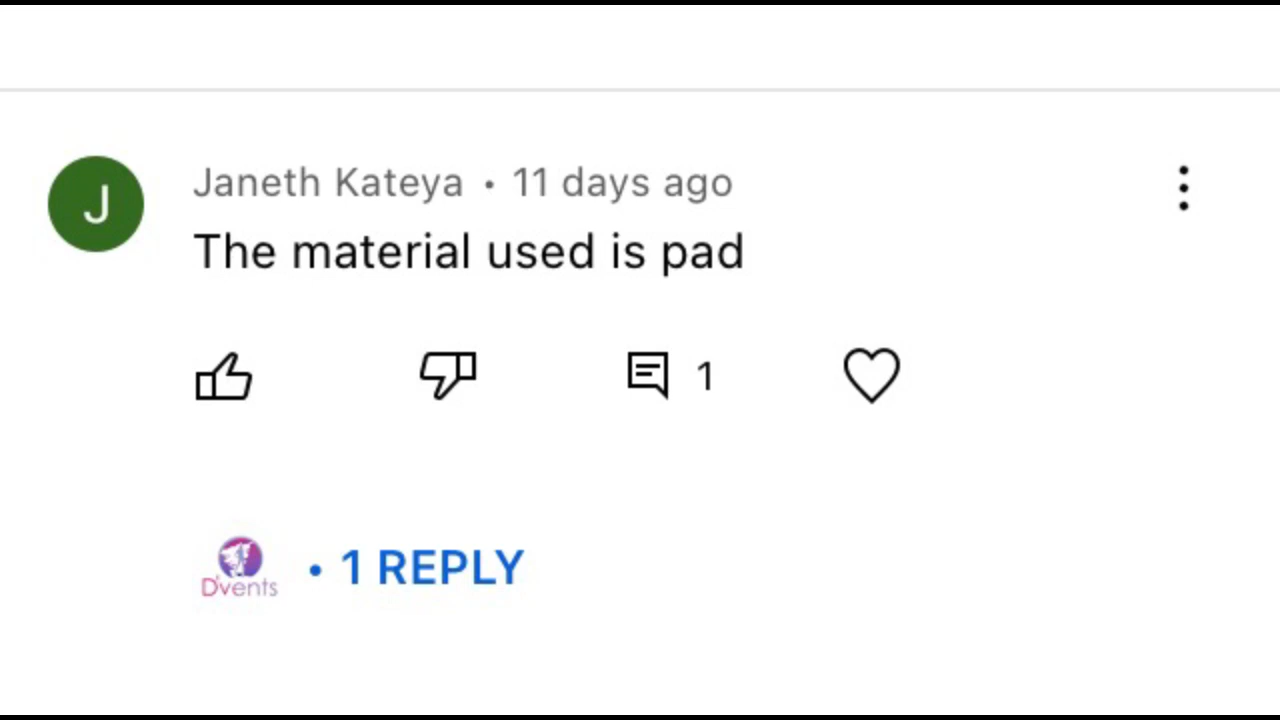 J
Janeth Kateya • 11 days ago
The material used is pad
1
D'vents
• 1 REPLY